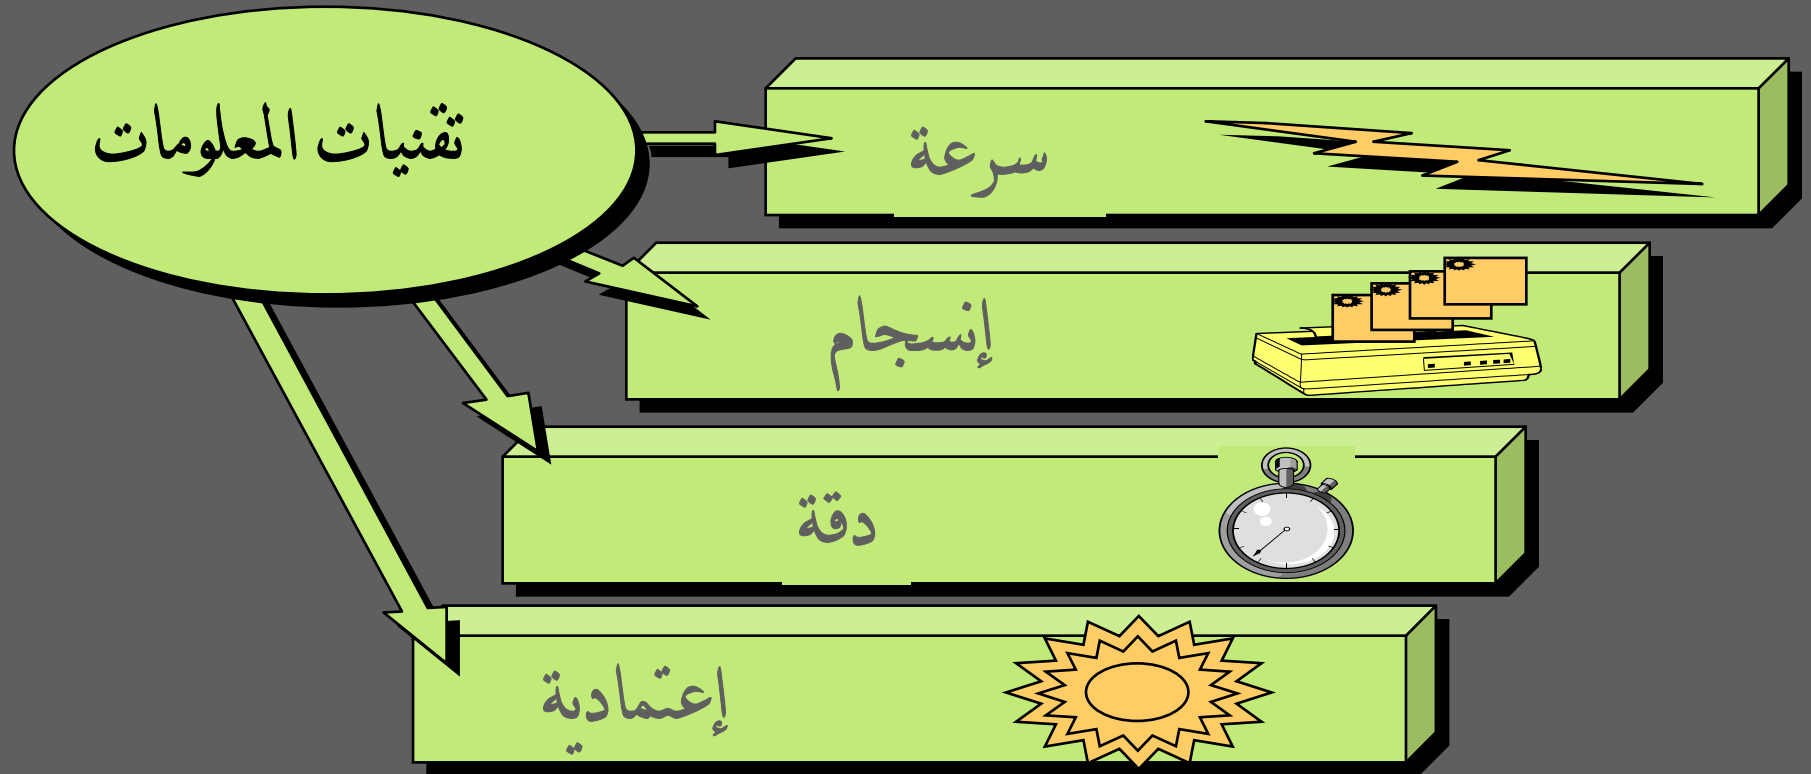 تقنيات المعلومات
سرعة
إنسجام
دقة
إعتمادية